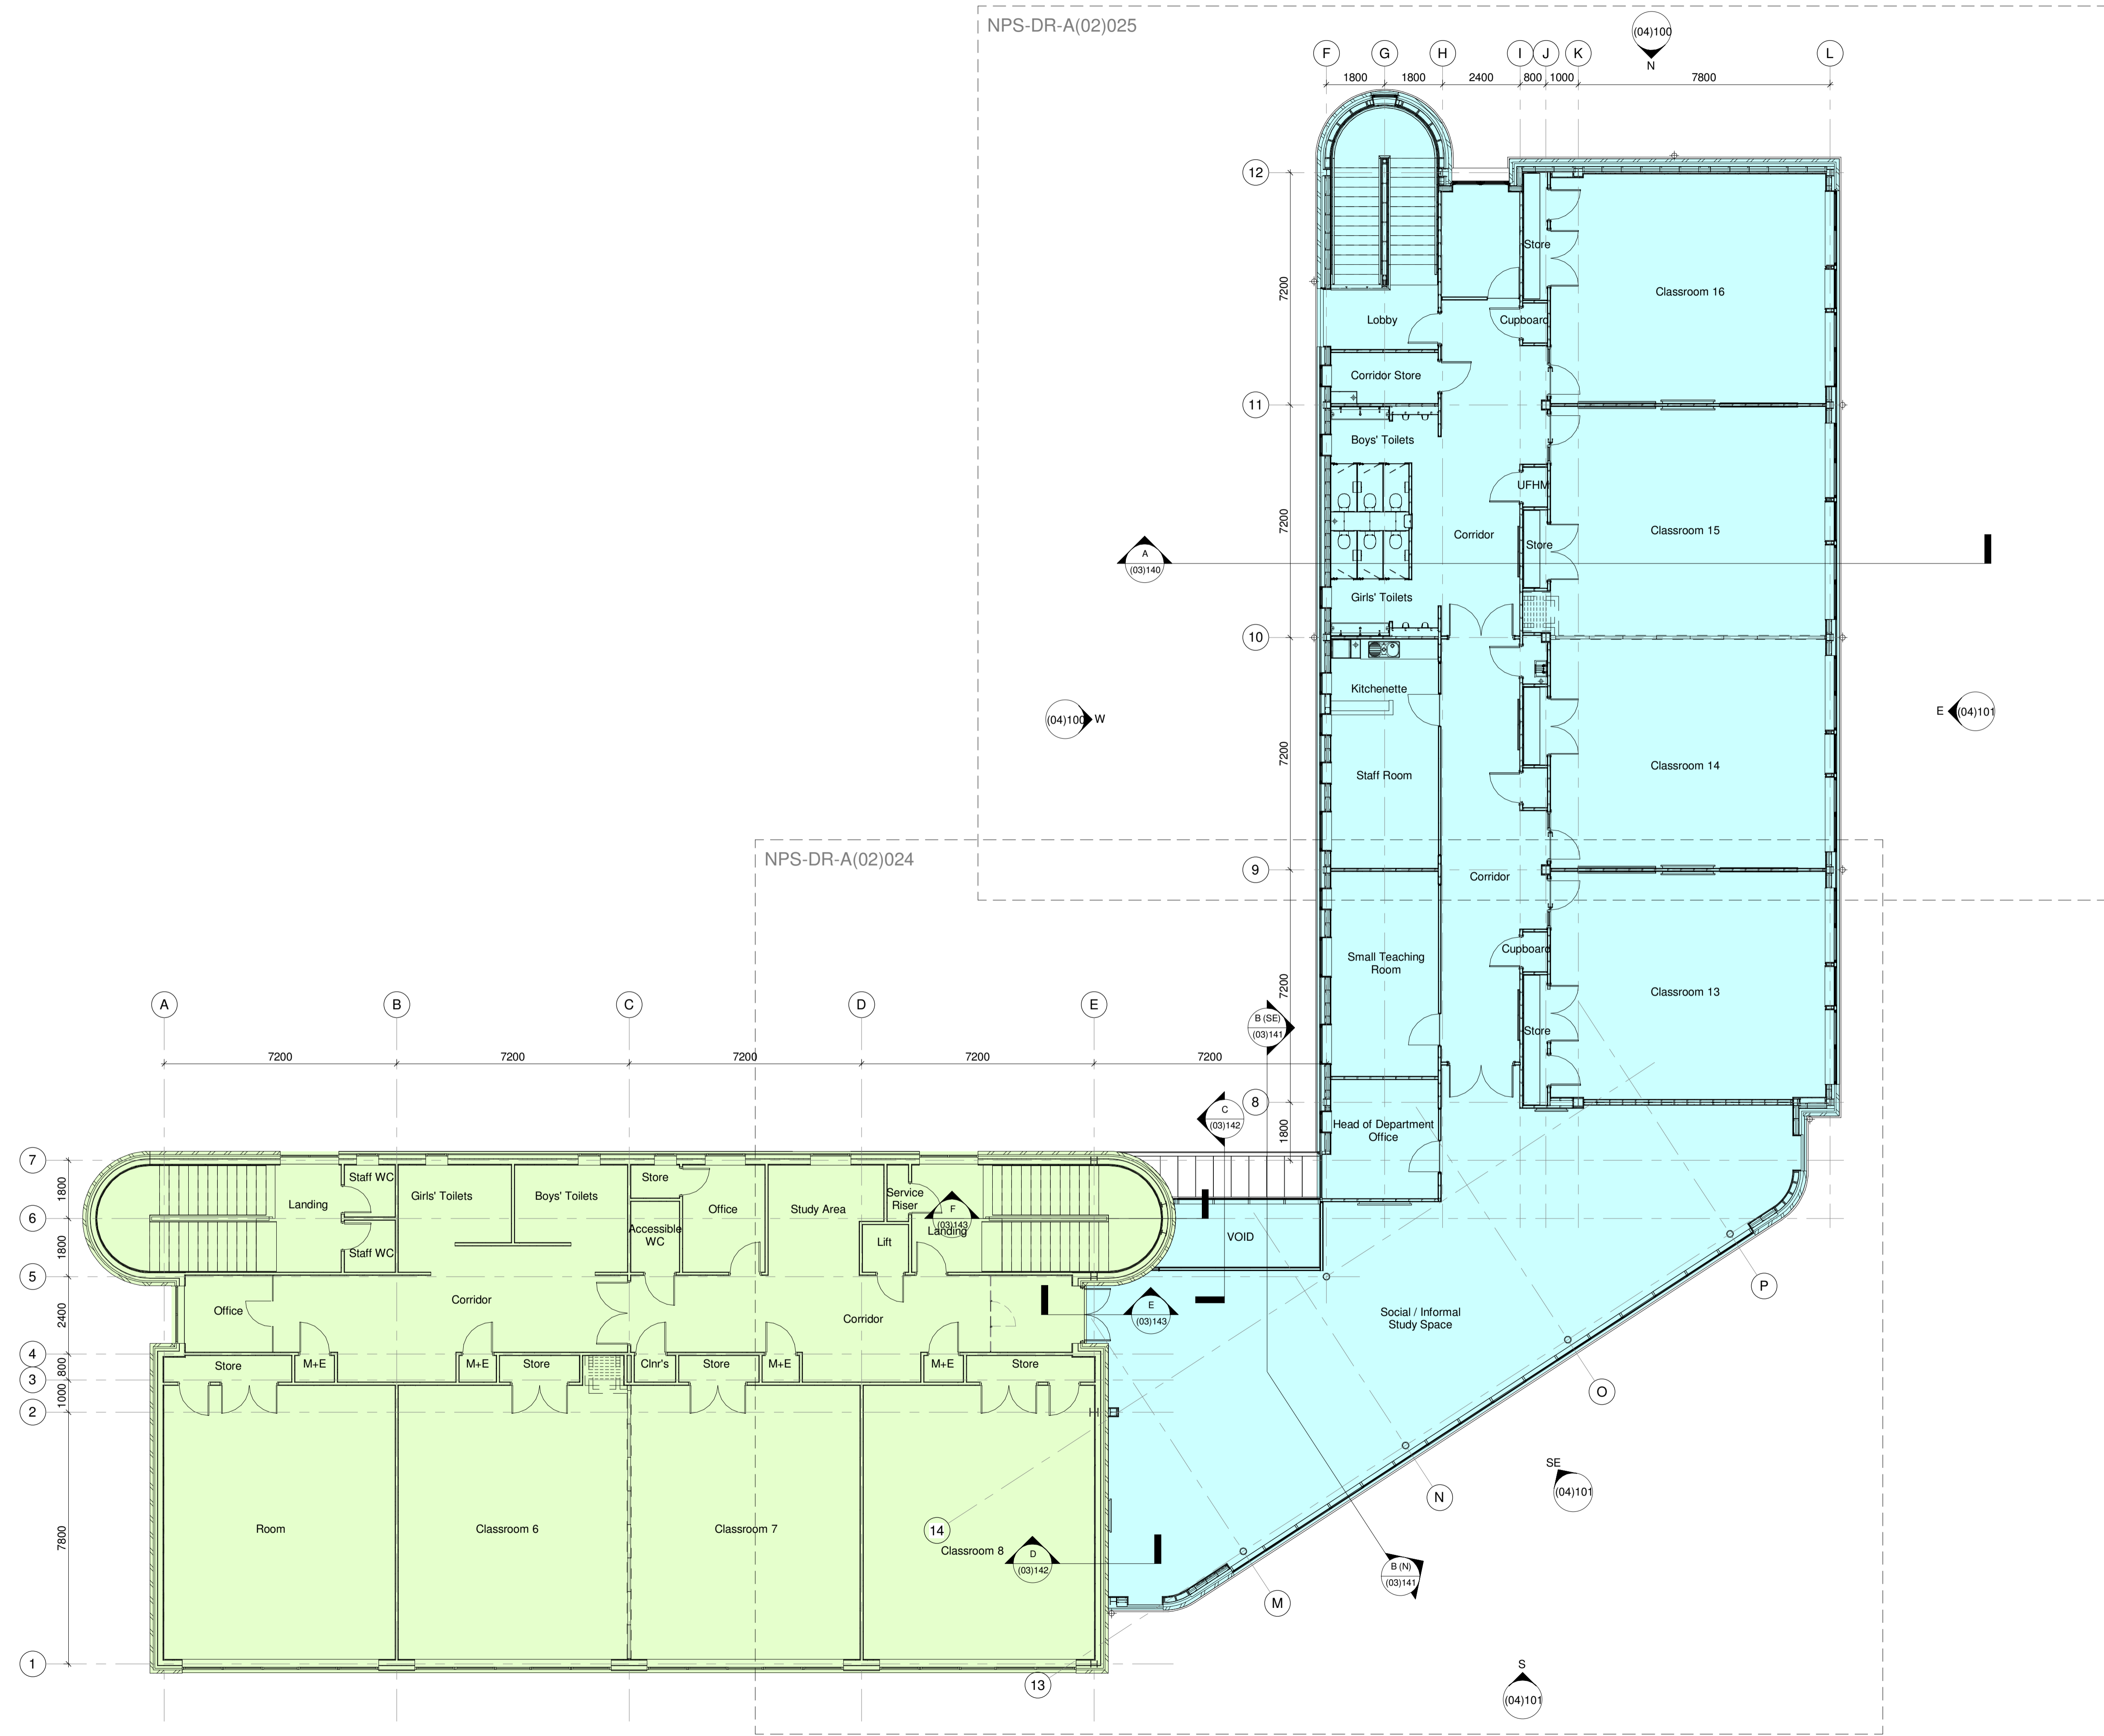 NPS-DR-A(02)025
(04)100
N
F
G
H
I
J
K
L
1800
1800
2400
800
1000
7800
12
7200
Store
Classroom 16
Lobby
Cupboard
Corridor Store
11
Boys' Toilets
UFHM
7200
Corridor
Classroom 15
Store
A
(03)140
Girls' Toilets
10
Kitchenette
(04)100
W
E
(04)101
7200
Staff Room
Classroom 14
NPS-DR-A(02)024
9
Corridor
Cupboard
Small Teaching
Room
7200
Classroom 13
A
B
C
D
E
B (SE)
(03)141
Store
7200
7200
7200
7200
7200
8
C
(03)142
1800
Head of Department
Office
7
1800
Staff WC
Landing
Girls' Toilets
Boys' Toilets
Store
Office
Study Area
Service
Riser
F
(03)143
6
Accessible
WC
Lift
Landing
VOID
1800
Staff WC
5
P
2400
Office
Corridor
Corridor
E
(03)143
Social / Informal
Study Space
4
800
Store
M+E
M+E
Store
Clnr's
Store
M+E
M+E
Store
3
1000
O
2
SE
(04)101
N
7800
Room
Classroom 6
Classroom 7
14
Classroom 8
D
(03)142
B (N)
(03)141
M
1
13
S
(04)101